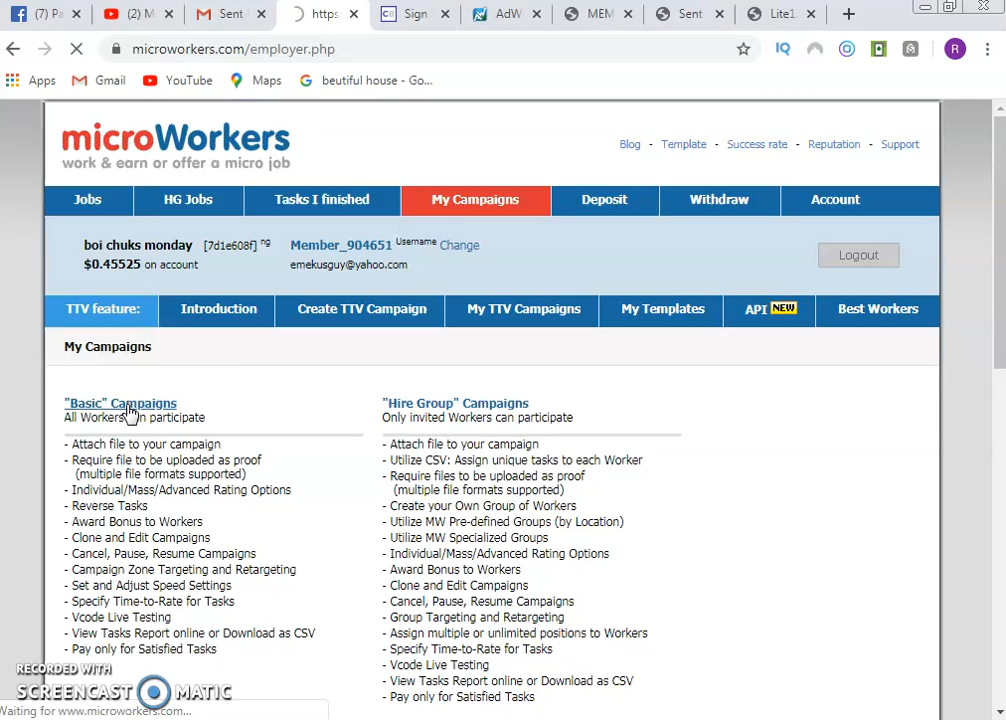 (7) Pa
(2) M
Sent
https
Sign
AdW
MEM
Sent
Lite1
microworkers.com/employer.php
IQ
R
Apps
Gmail
YouTube
Maps
beutiful house - Go...
microWorkers
work & earn or offer a micro job
Blog - Template - Success rate - Reputation - Support
Jobs
HG Jobs
Tasks I finished
My Campaigns
Deposit
Withdraw
Account
boi chuks monday [7d1e608f] ng
Member_904651 Username Change
$0.45525 on account
emekusguy@yahoo.com
Logout
TTV feature:
Introduction
Create TTV Campaign
My TTV Campaigns
My Templates
API NEW
Best Workers
My Campaigns
"Basic" Campaigns
All Workers can participate
- Attach file to your campaign
- Require file to be uploaded as proof
(multiple file formats supported)
- Individual/Mass/Advanced Rating Options
- Reverse Tasks
- Award Bonus to Workers
- Clone and Edit Campaigns
- Cancel, Pause, Resume Campaigns
- Campaign Zone Targeting and Retargeting
- Set and Adjust Speed Settings
- Specify Time-to-Rate for Tasks
- Vcode Live Testing
- View Tasks Report online or Download as CSV
- Pay only for Satisfied Tasks
"Hire Group" Campaigns
Only invited Workers can participate
- Attach file to your campaign
- Utilize CSV: Assign unique tasks to each Worker
- Require files to be uploaded as proof
(multiple file formats supported)
- Create your Own Group of Workers
- Utilize MW Pre-defined Groups (by Location)
- Utilize MW Specialized Groups
- Individual/Mass/Advanced Rating Options
- Award Bonus to Workers
- Clone and Edit Campaigns
- Cancel, Pause, Resume Campaigns
- Group Targeting and Retargeting
- Assign multiple or unlimited positions to Workers
- Specify Time-to-Rate for Tasks
- Vcode Live Testing
- View Tasks Report online or Download as CSV
- Pay only for Satisfied Tasks
RECORDED WITH
SCREENCAST MATIC
Waiting for www.microworkers.com...